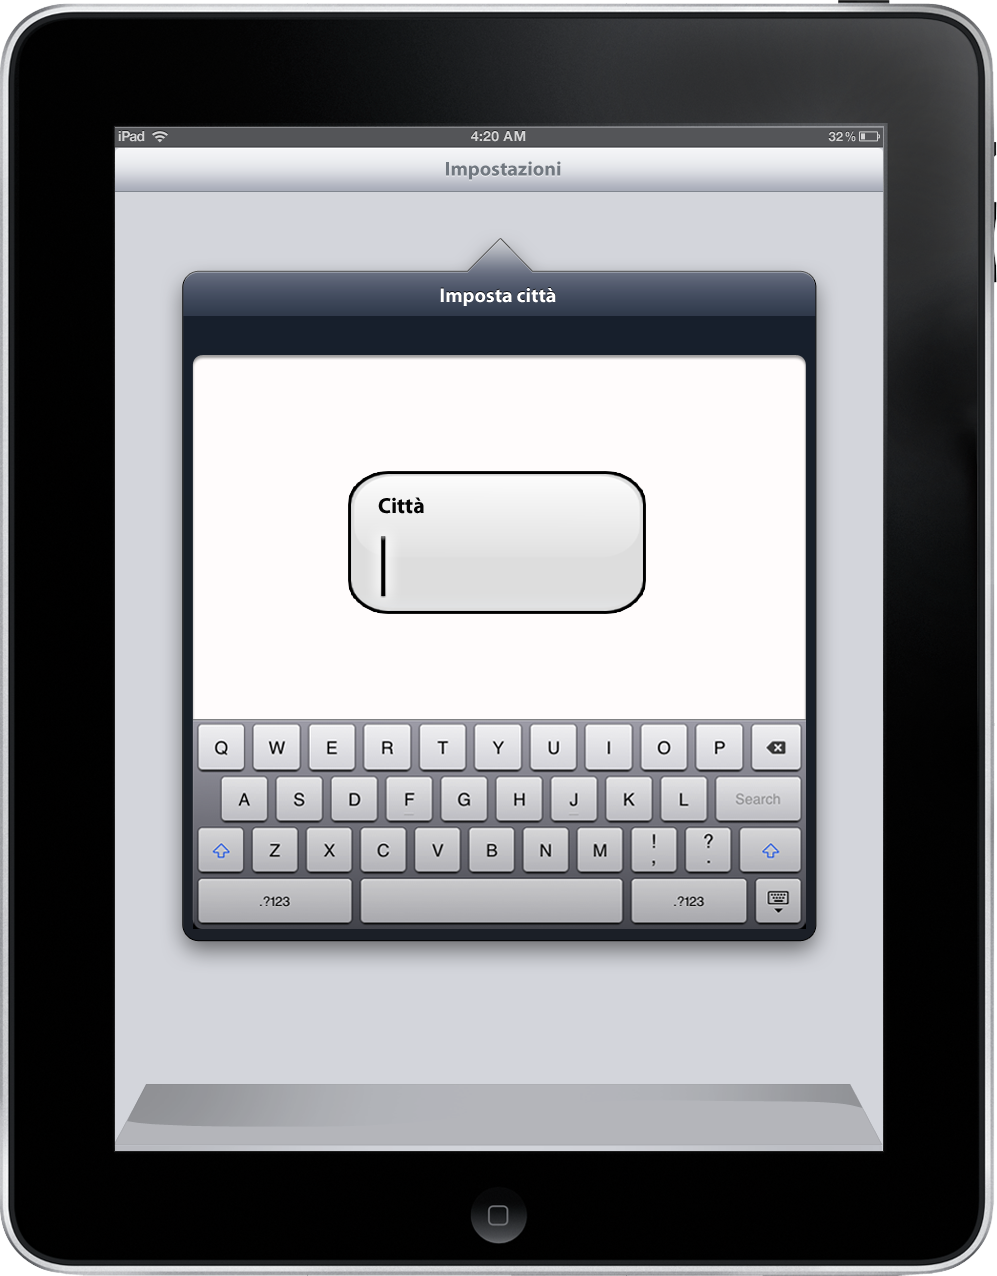 iPad 4:20 AM 32%
Impostazioni
Imposta città
Città
Q W E R T Y U I O P
A S D F G H J K L Search
Z X C V B N M ! , ? .
.?123 .?123